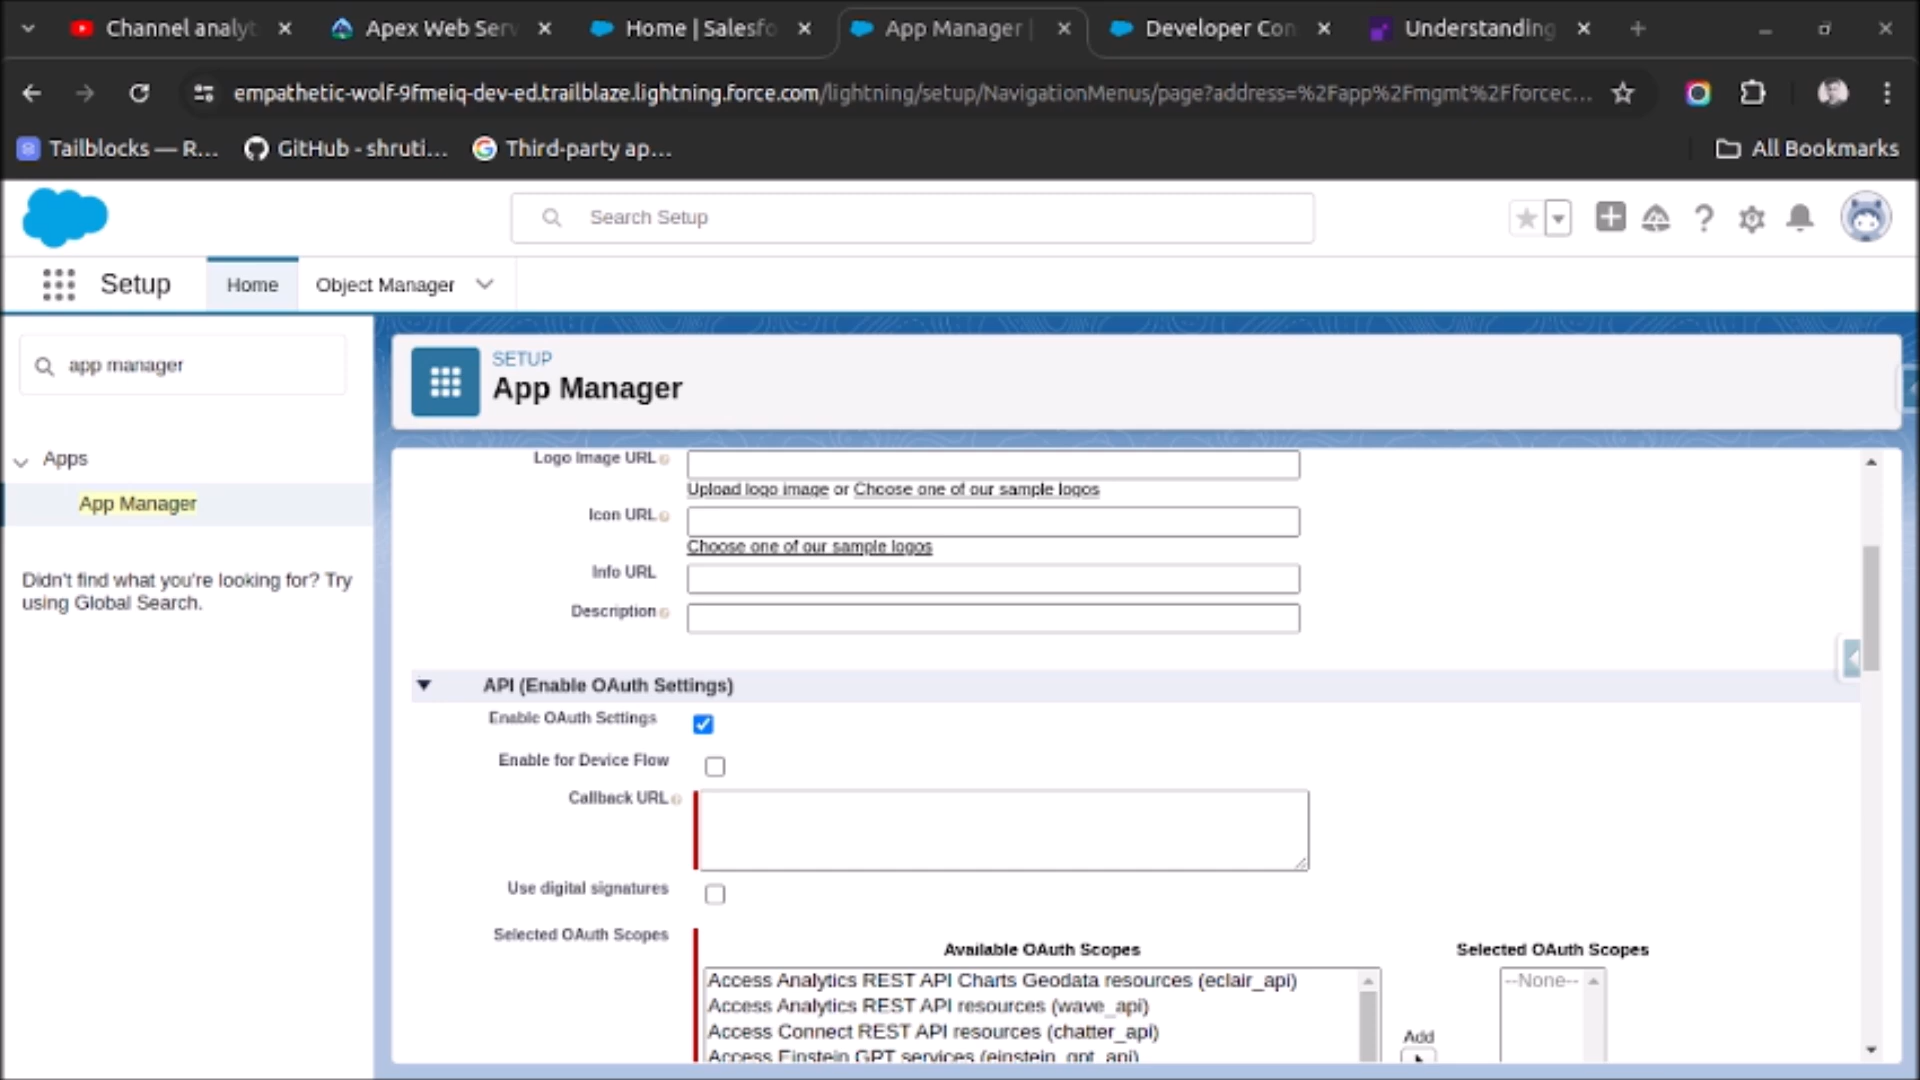 Channel analyt
Apex Web Serv
Home | Salesfo
App Manager |
Developer Con
Understanding
empathetic-wolf-9fmeiq-dev-ed.trailblaze.lightning.force.com/lightning/setup/NavigationMenus/page?address=%2Fapp%2Fmgmt%2Fforcec...
Tailblocks — R...
GitHub - shruti...
Third-party ap...
All Bookmarks
Search Setup
Setup
Home
Object Manager
app manager
SETUP
App Manager
Apps
App Manager
Didn't find what you're looking for? Try
using Global Search.
Logo Image URL
Upload logo image or Choose one of our sample logos
Icon URL
Choose one of our sample logos
Info URL
Description
API (Enable OAuth Settings)
Enable OAuth Settings
Enable for Device Flow
Callback URL
Use digital signatures
Selected OAuth Scopes
Available OAuth Scopes
Selected OAuth Scopes
Access Analytics REST API Charts Geodata resources (eclair_api)
Access Analytics REST API resources (wave_api)
Access Connect REST API resources (chatter_api)
Access Einstein GPT services (einstein_gpt_api)
--None--
Add